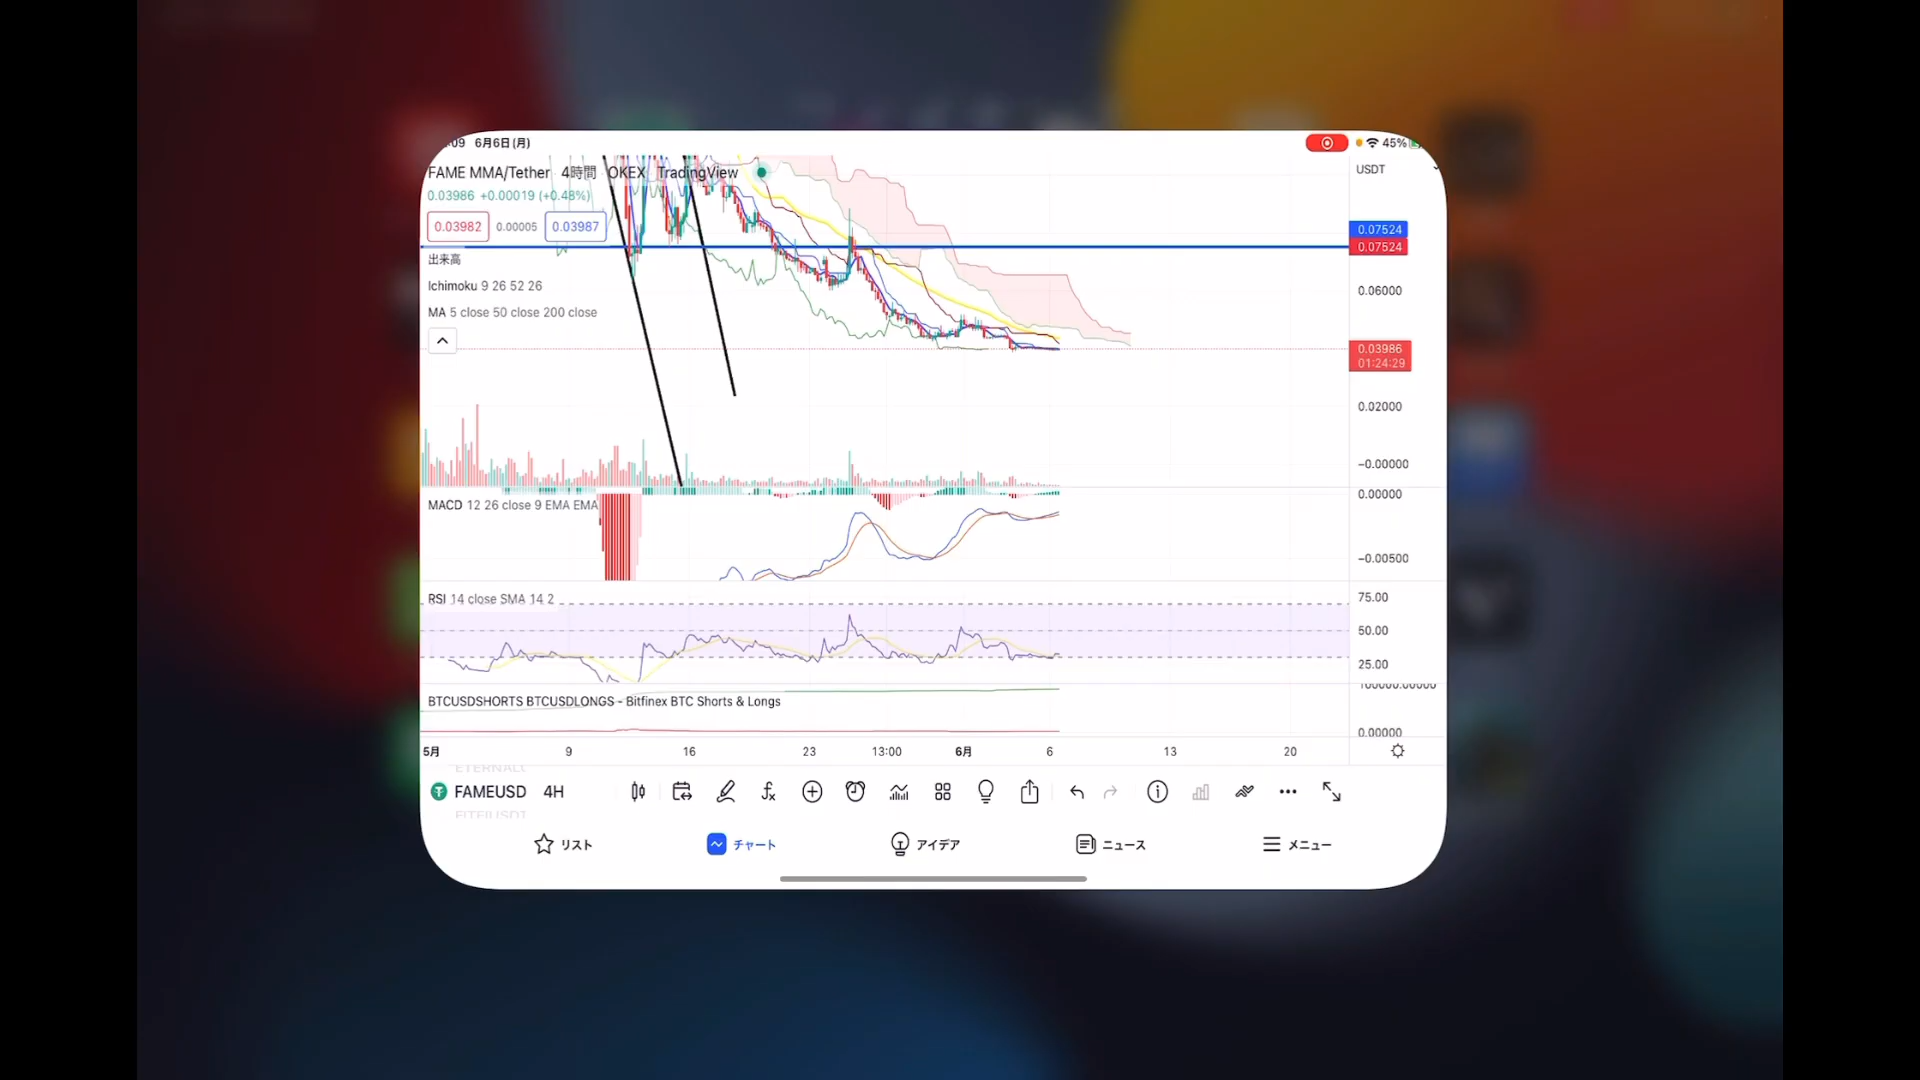 :09 6月6日(月)
45%
FAME MMA/Tether · 4時間 · OKEX TradingView
USDT
0.03986 +0.00019 (+0.48%)
0.03982 0.00005 0.03987
0.07524
0.07524
出来高
Ichimoku 9 26 52 26
0.06000
MA 5 close 50 close 200 close
0.03986
01:24:29
0.02000
−0.00000
0.00000
MACD 12 26 close 9 EMA EMA
−0.00500
RSI 14 close SMA 14 2
75.00
50.00
25.00
100000.00000
BTCUSDSHORTS BTCUSDLONGS - Bitfinex BTC Shorts & Longs
0.00000
5月 9 16 23 13:00 6月 6 13 20
FAMEUSD 4H
リスト チャート アイデア ニュース メニュー